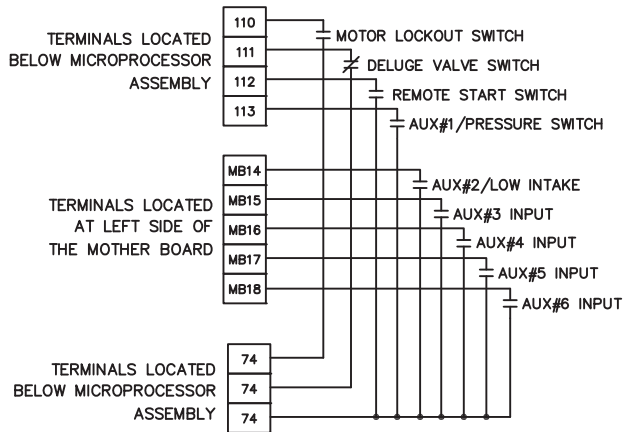 TERMINALS LOCATED
BELOW MICROPROCESSOR
ASSEMBLY
110
111
112
113
MOTOR LOCKOUT SWITCH
DELUGE VALVE SWITCH
REMOTE START SWITCH
AUX#1/PRESSURE SWITCH
TERMINALS LOCATED
AT LEFT SIDE OF
THE MOTHER BOARD
MB14
MB15
MB16
MB17
MB18
AUX#2/LOW INTAKE
AUX#3 INPUT
AUX#4 INPUT
AUX#5 INPUT
AUX#6 INPUT
TERMINALS LOCATED
BELOW MICROPROCESSOR
ASSEMBLY
74
74
74